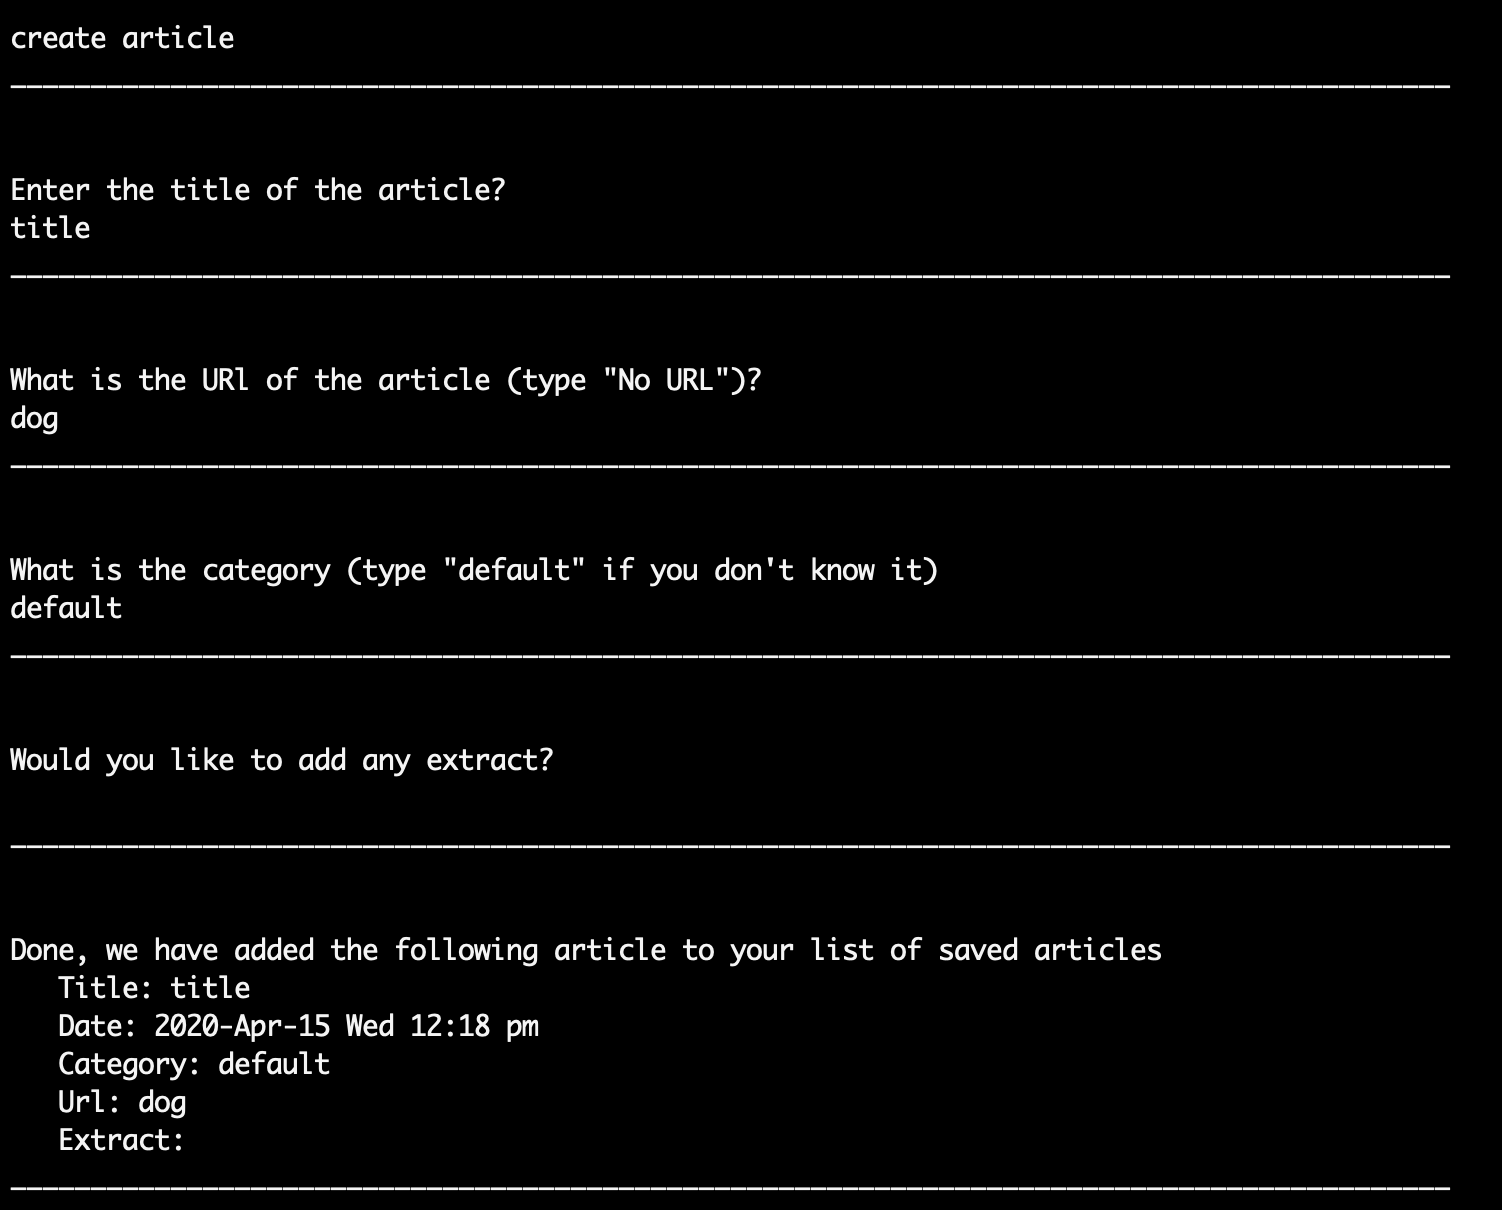 create article
Enter the title of the article?
title
What is the URl of the article (type "No URL")?
dog
What is the category (type "default" if you don't know it)
default
Would you like to add any extract?
Done, we have added the following article to your list of saved articles
Title: title
Date: 2020-Apr-15 Wed 12:18 pm
Category: default
Url: dog
Extract: